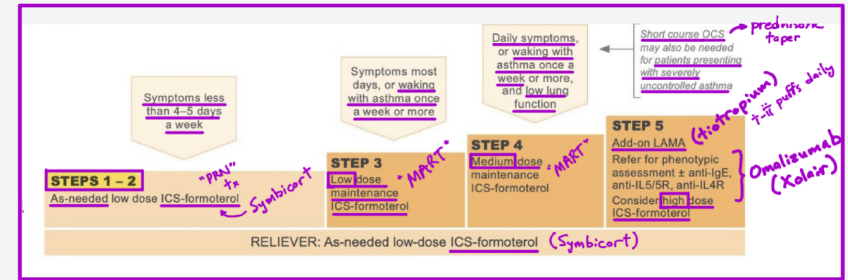 Short course OCS
may also be needed
for patients presenting
with severely
uncontrolled asthma
prednisone
taper
Daily symptoms,
or waking with
asthma once a
week or more,
and low lung
function
Symptoms most
days, or waking
with asthma once
a week or more
Symptoms less
than 4–5 days
a week
STEPS 1 – 2
As-needed low dose ICS-formoterol
"PRN"
tx
Symbicort
STEP 3
Low dose
maintenance
ICS-formoterol
"MART"
STEP 4
Medium dose
maintenance
ICS-formoterol
"MART"
STEP 5
Add-on LAMA
Refer for phenotypic
assessment ± anti-IgE,
anti-IL5/5R, anti-IL4R
Consider high dose
ICS-formoterol
(tiotropium)
puffs daily
Omalizumab
(Xolair)
RELIEVER: As-needed low-dose ICS-formoterol (Symbicort)